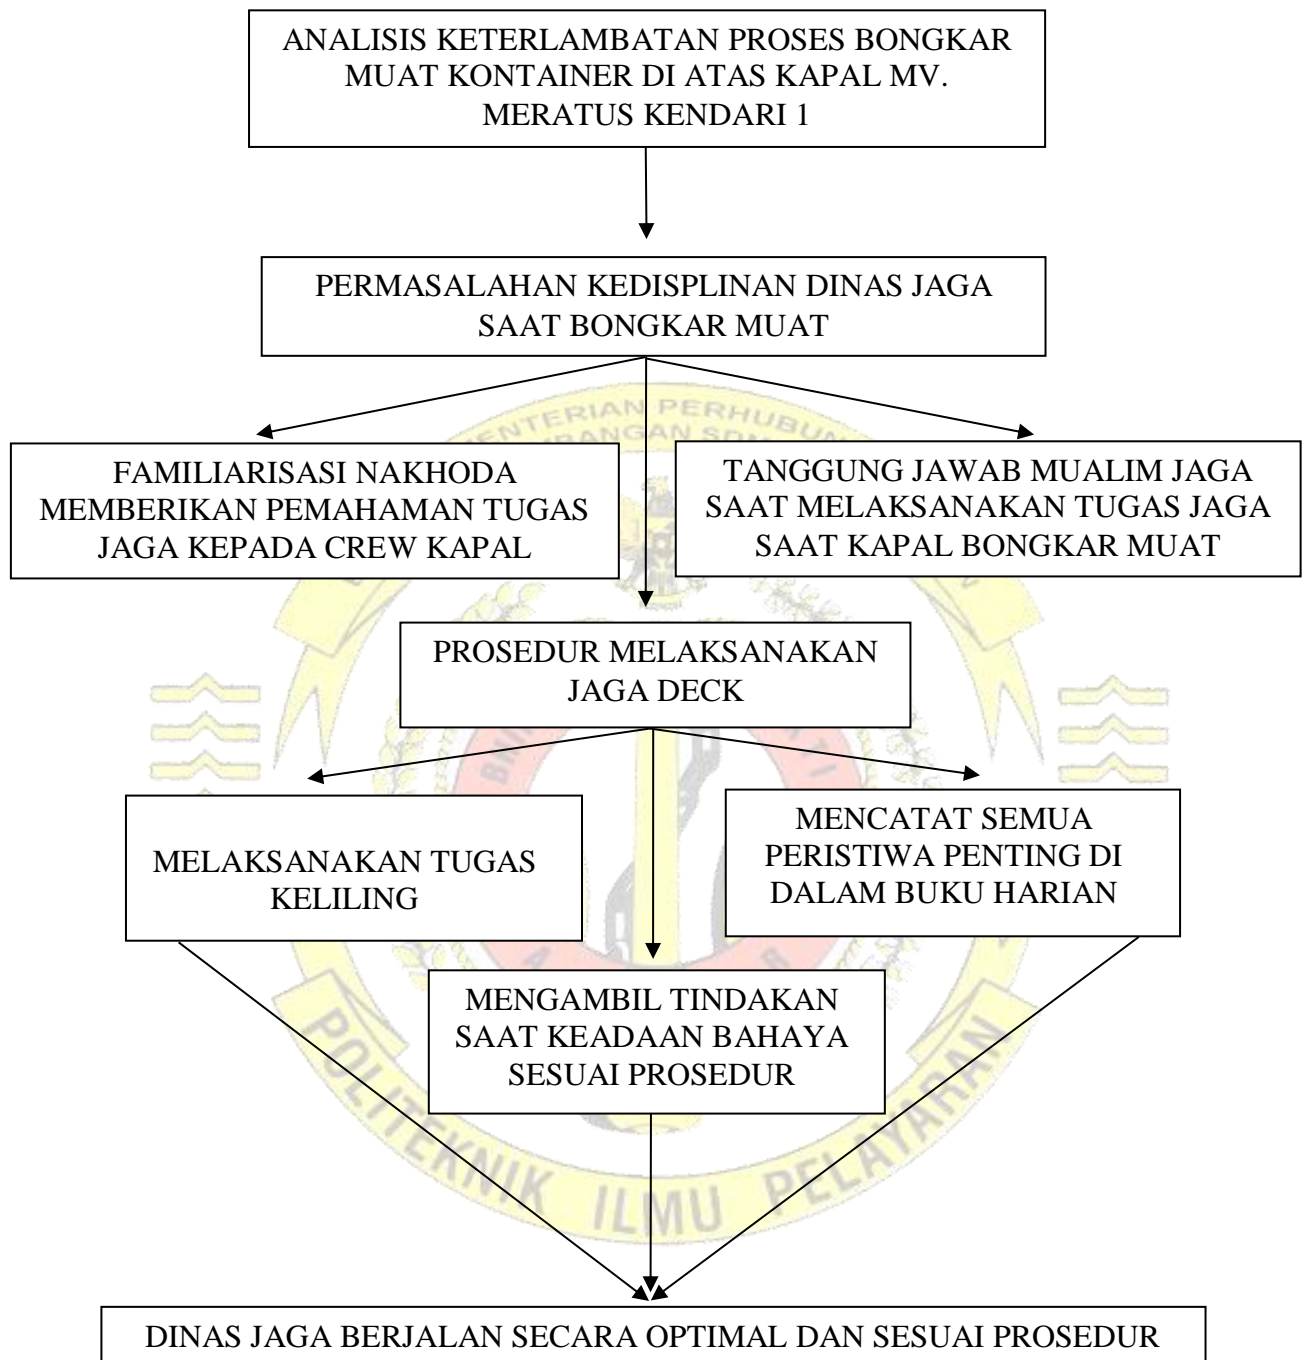 ANALISIS KETERLAMBATAN PROSES BONGKAR
MUAT KONTAINER DI ATAS KAPAL MV.
MERATUS KENDARI 1
PERMASALAHAN KEDISPLINAN DINAS JAGA
SAAT BONGKAR MUAT
FAMILIARISASI NAKHODA
MEMBERIKAN PEMAHAMAN TUGAS
JAGA KEPADA CREW KAPAL
TANGGUNG JAWAB MUALIM JAGA
SAAT MELAKSANAKAN TUGAS JAGA
SAAT KAPAL BONGKAR MUAT
PROSEDUR MELAKSANAKAN
JAGA DECK
MELAKSANAKAN TUGAS
KELILING
MENCATAT SEMUA
PERISTIWA PENTING DI
DALAM BUKU HARIAN
MENGAMBIL TINDAKAN
SAAT KEADAAN BAHAYA
SESUAI PROSEDUR
DINAS JAGA BERJALAN SECARA OPTIMAL DAN SESUAI PROSEDUR
POLITEKNIK ILMU PELAYARAN